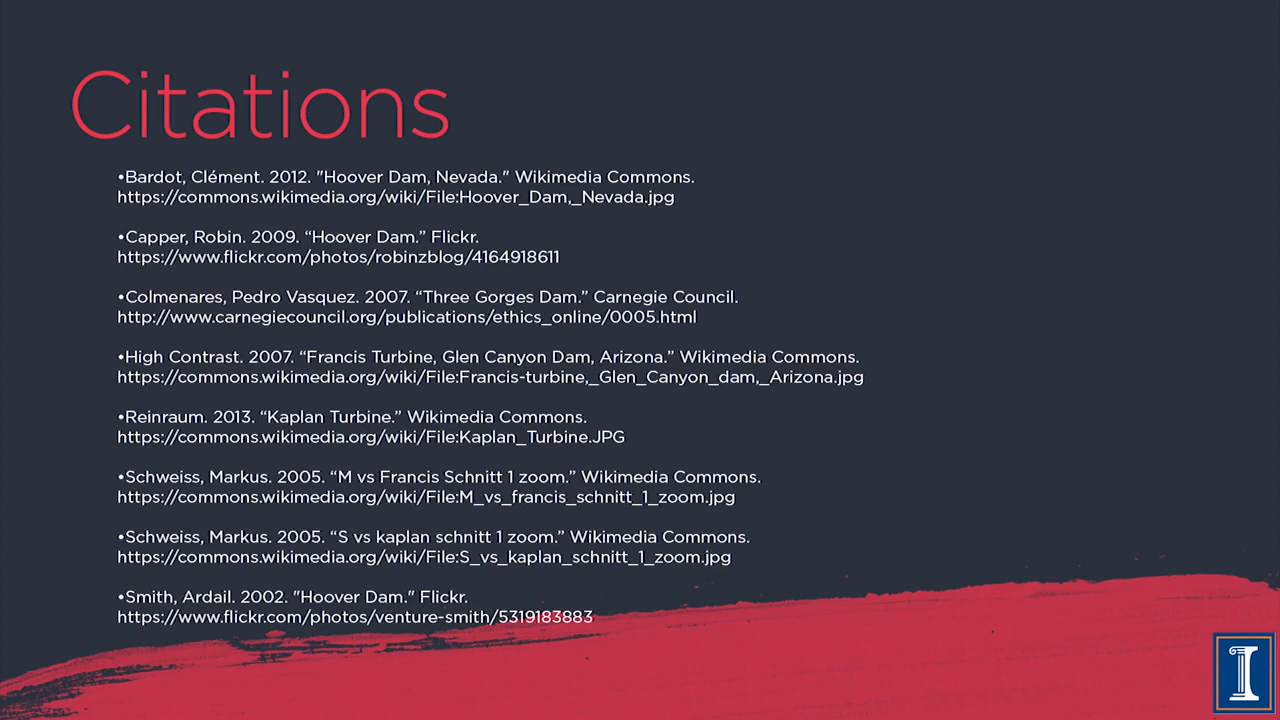 Citations
•Bardot, Clément. 2012. "Hoover Dam, Nevada." Wikimedia Commons.
https://commons.wikimedia.org/wiki/File:Hoover_Dam,_Nevada.jpg
•Capper, Robin. 2009. “Hoover Dam.” Flickr.
https://www.flickr.com/photos/robinzblog/4164918611
•Colmenares, Pedro Vasquez. 2007. “Three Gorges Dam.” Carnegie Council.
http://www.carnegiecouncil.org/publications/ethics_online/0005.html
•High Contrast. 2007. “Francis Turbine, Glen Canyon Dam, Arizona.” Wikimedia Commons.
https://commons.wikimedia.org/wiki/File:Francis-turbine,_Glen_Canyon_dam,_Arizona.jpg
•Reinraum. 2013. “Kaplan Turbine.” Wikimedia Commons.
https://commons.wikimedia.org/wiki/File:Kaplan_Turbine.JPG
•Schweiss, Markus. 2005. “M vs Francis Schnitt 1 zoom.” Wikimedia Commons.
https://commons.wikimedia.org/wiki/File:M_vs_francis_schnitt_1_zoom.jpg
•Schweiss, Markus. 2005. “S vs kaplan schnitt 1 zoom.” Wikimedia Commons.
https://commons.wikimedia.org/wiki/File:S_vs_kaplan_schnitt_1_zoom.jpg
•Smith, Ardail. 2002. "Hoover Dam." Flickr.
https://www.flickr.com/photos/venture-smith/5319183883
I